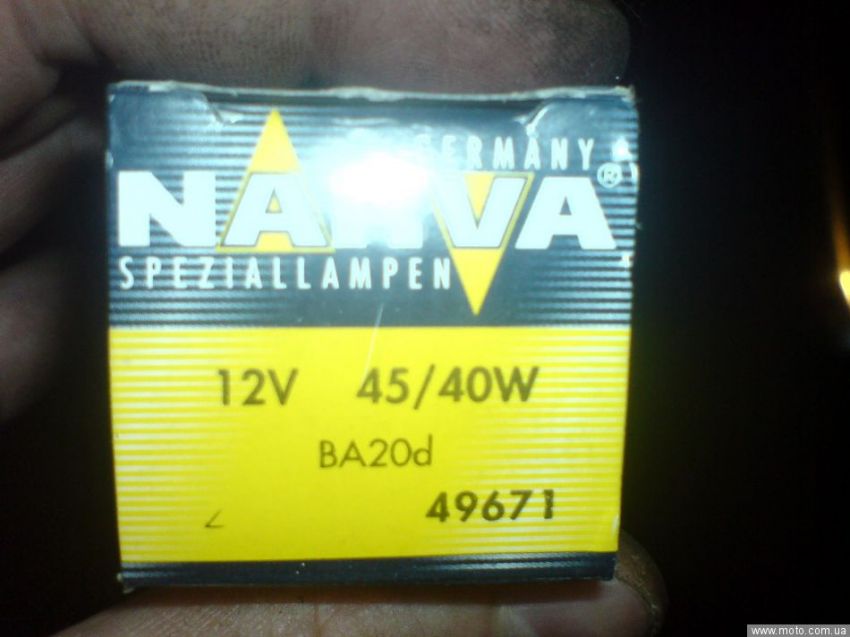 GERMANY
NARVA®
SPEZIALLAMPEN
12V 45/40W
BA20d
49671
www.moto.com.ua